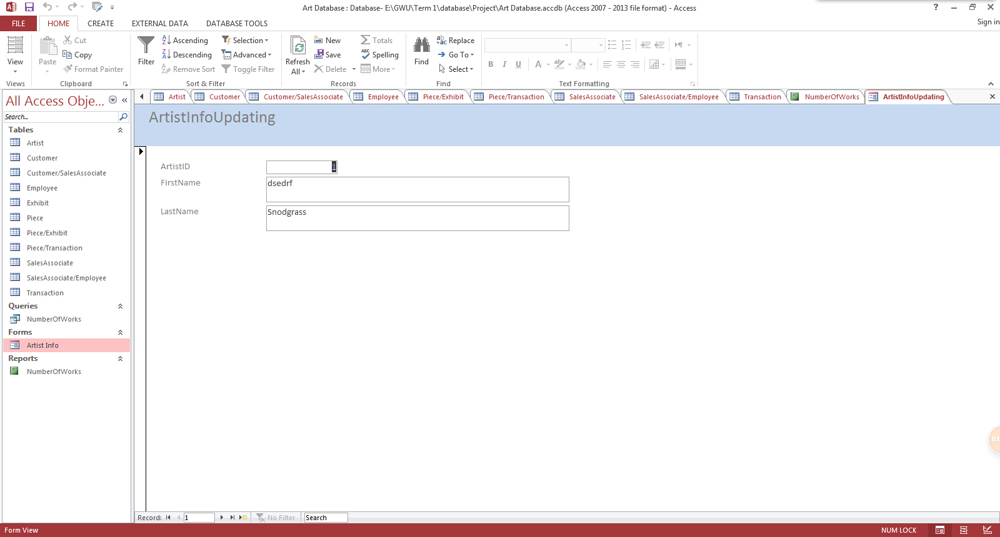 Art Database : Database- E:\GWU\Term 1\database\Project\Art Database.accdb (Access 2007 - 2013 file format) - Access
?
FILE HOME CREATE EXTERNAL DATA DATABASE TOOLS
Sign in
View
Views
Paste
Cut
Copy
Format Painter
Clipboard
Filter
Ascending
Descending
Remove Sort
Selection
Advanced
Toggle Filter
Sort & Filter
Refresh
All
New
Save
Delete
Totals
Spelling
More
Records
Find
Replace
Go To
Select
Find
B I U A
Text Formatting
All Access Obje...
Search...
Tables
Artist
Customer
Customer/SalesAssociate
Employee
Exhibit
Piece
Piece/Exhibit
Piece/Transaction
SalesAssociate
SalesAssociate/Employee
Transaction
Queries
NumberOfWorks
Forms
Artist Info
Reports
NumberOfWorks
Artist Customer Customer/SalesAssociate Employee Piece/Exhibit Piece/Transaction SalesAssociate SalesAssociate/Employee Transaction NumberOfWorks ArtistInfoUpdating
ArtistInfoUpdating
ArtistID 1
FirstName dsedrf
LastName Snodgrass
81
Record: 1 No Filter Search
Form View
NUM LOCK